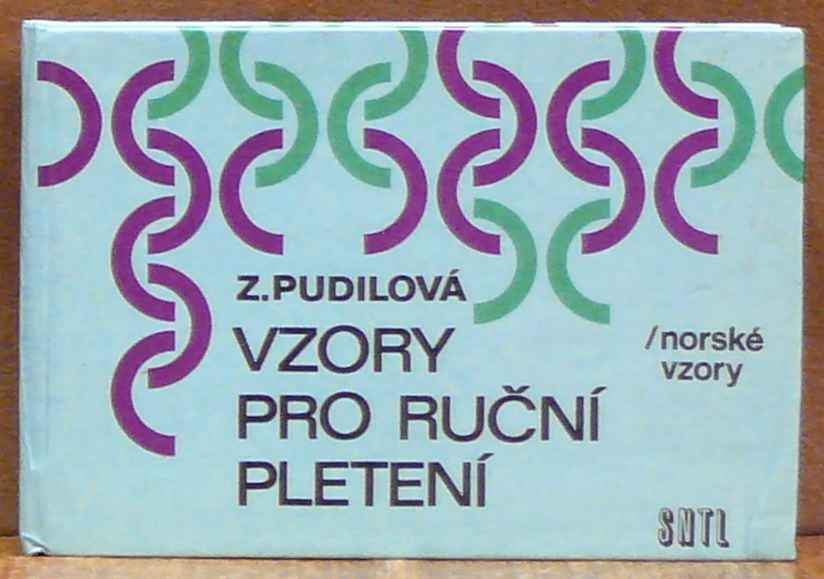 Z. PUDILOVÁ
VZORY
PRO RUČNÍ
PLETENÍ
/norské
vzory
SNTL